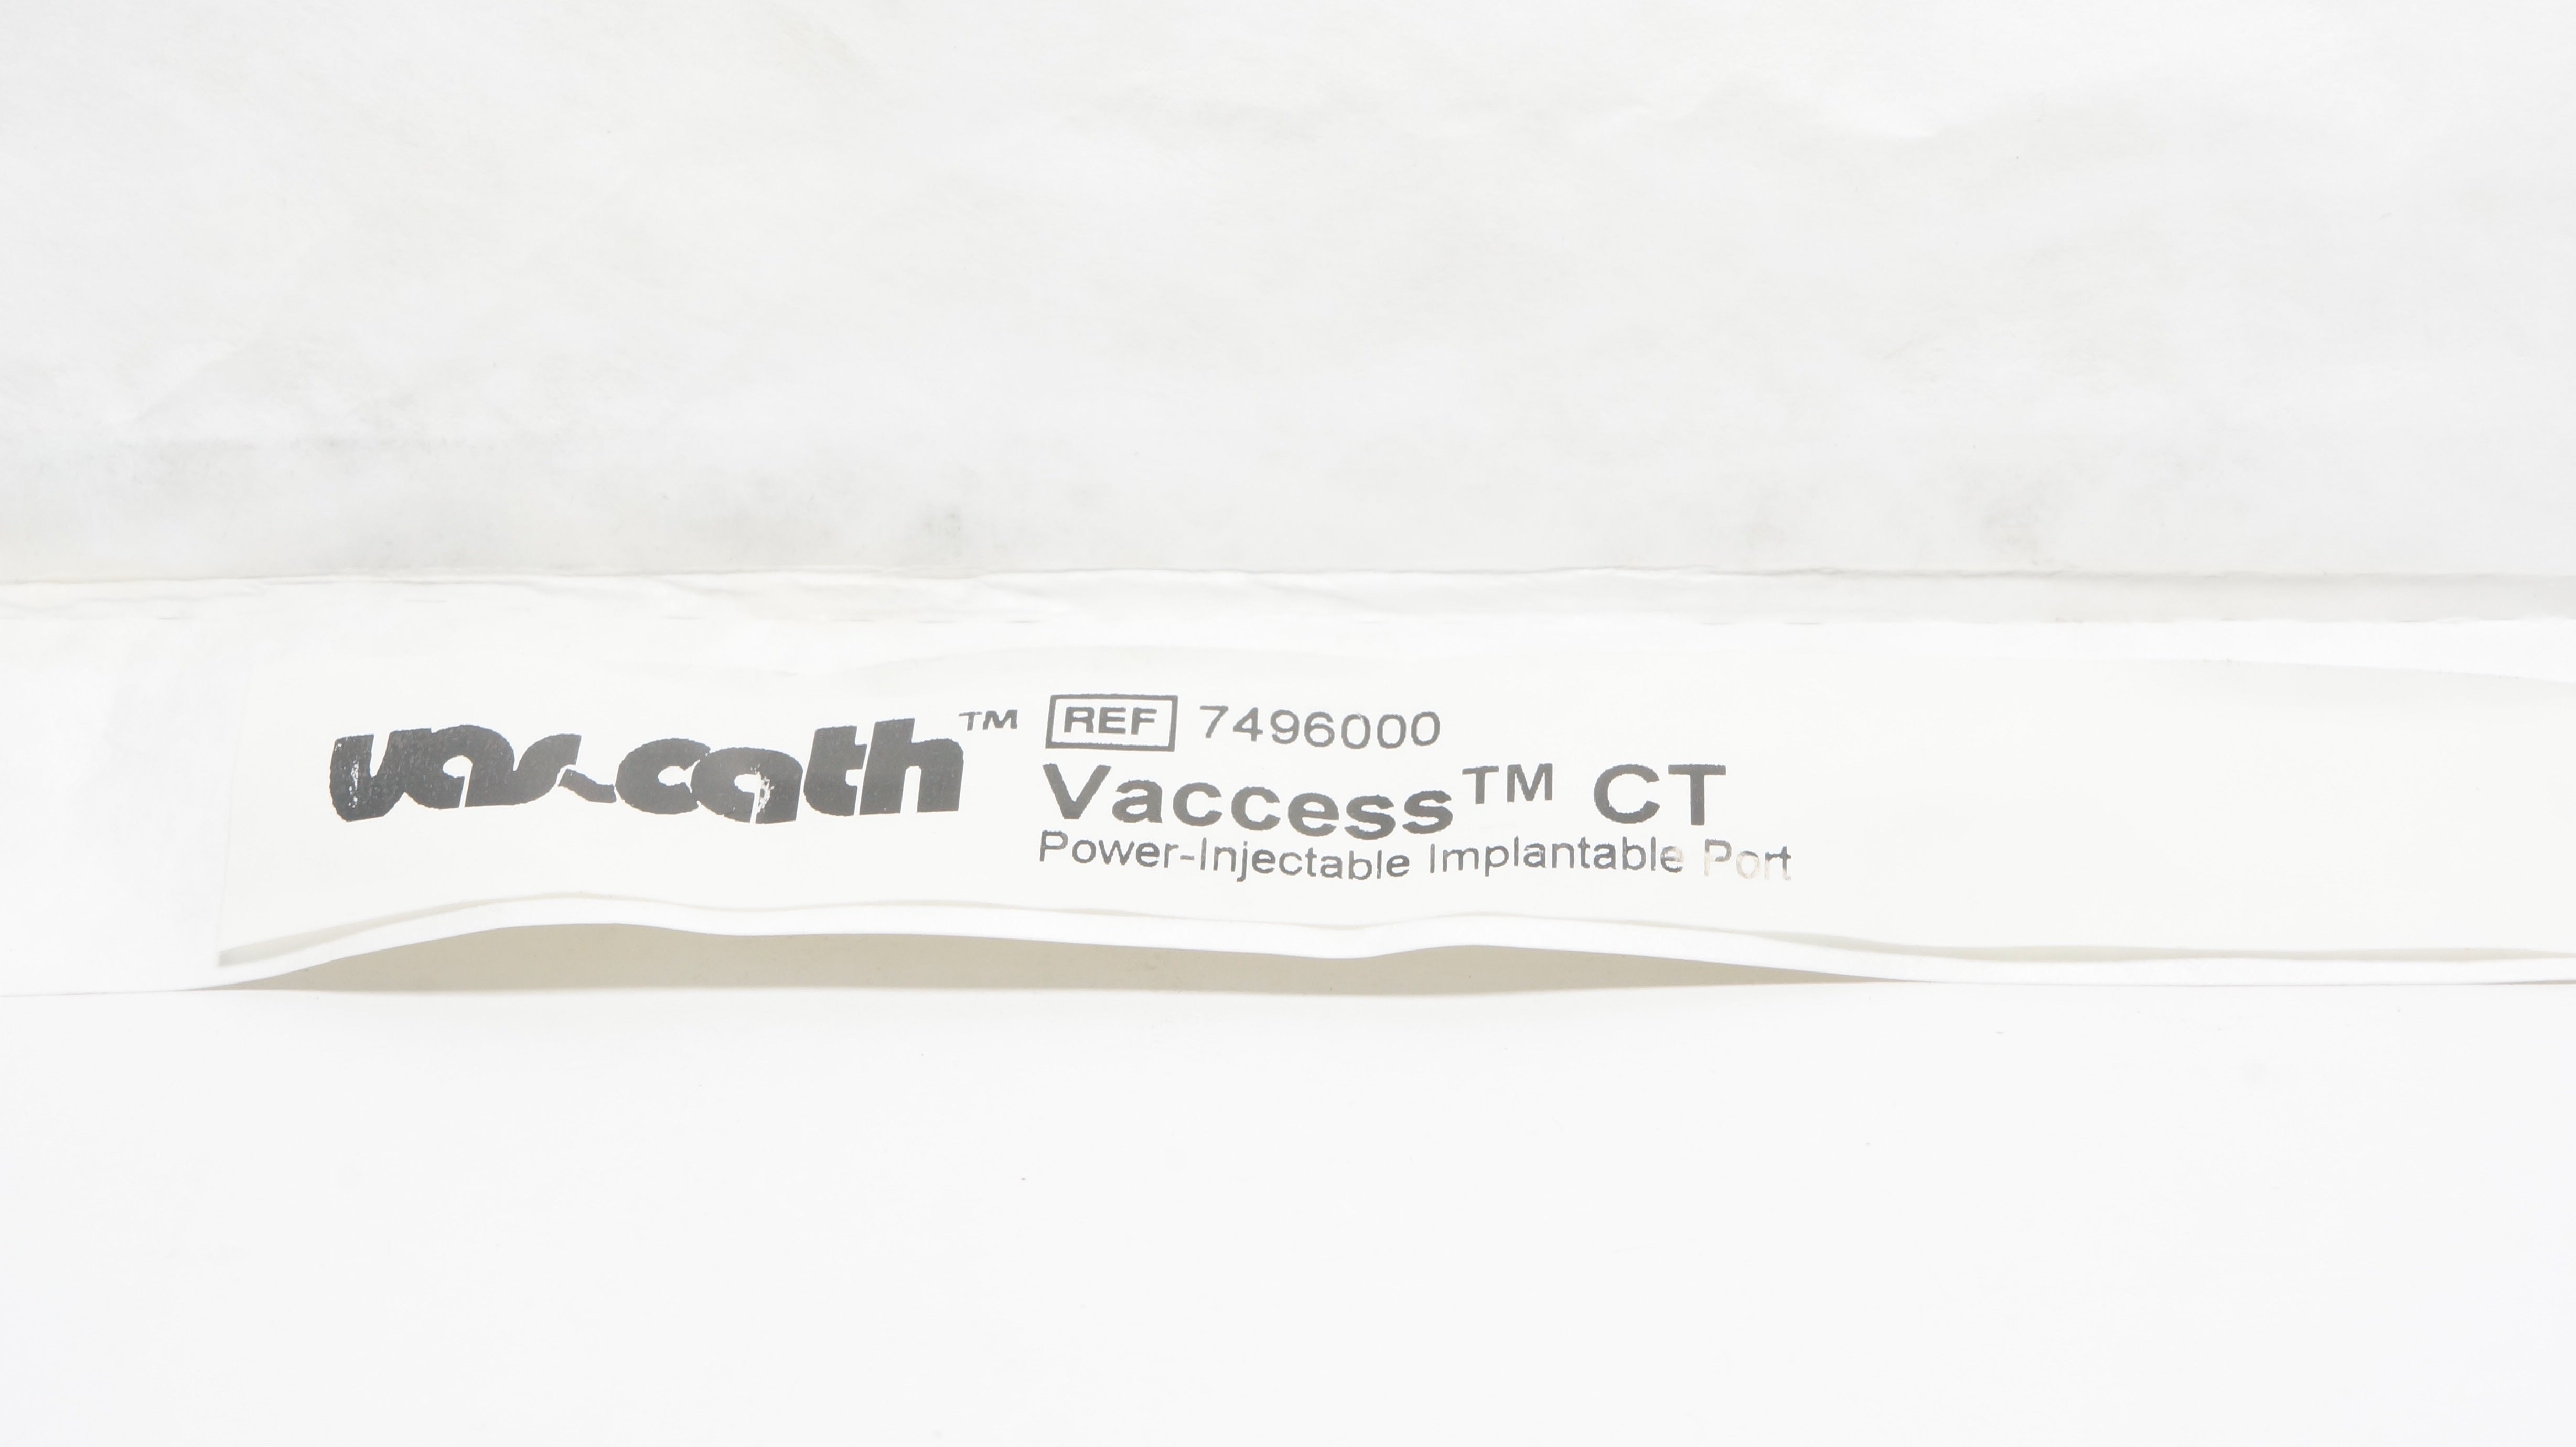 vas-cath™ REF 7496000
Vaccess™ CT
Power-Injectable Implantable Port